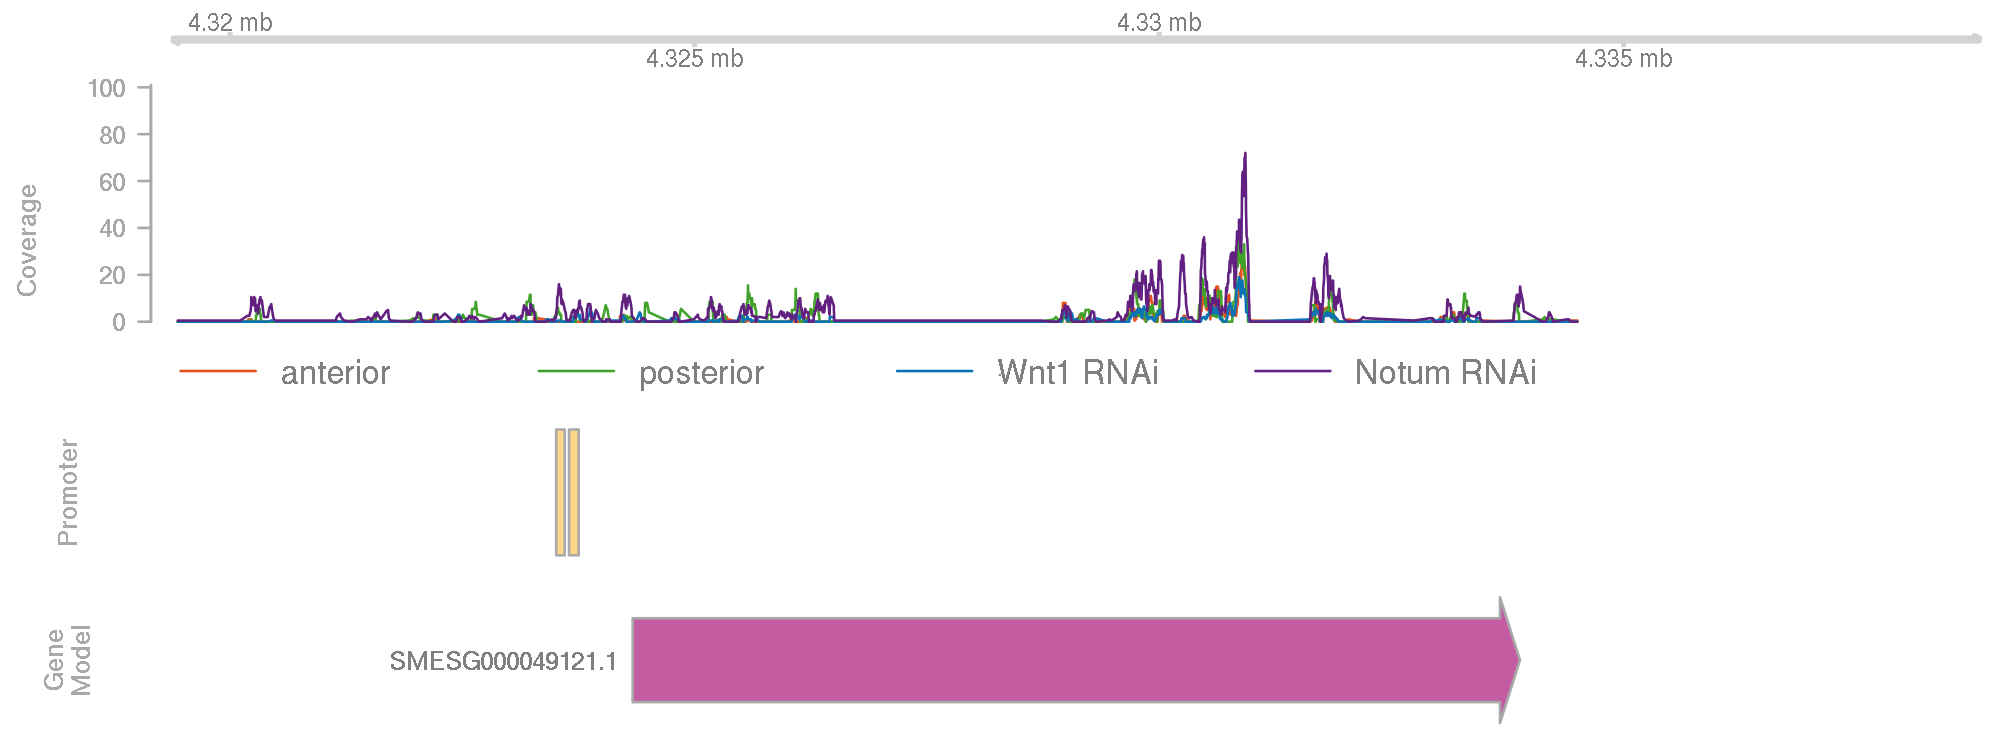 4.32 mb
4.33 mb
4.325 mb
4.335 mb
100
80
60
40
20
0
Coverage
anterior posterior Wnt1 RNAi Notum RNAi
Promoter
Gene
Model
SMESG000049121.1